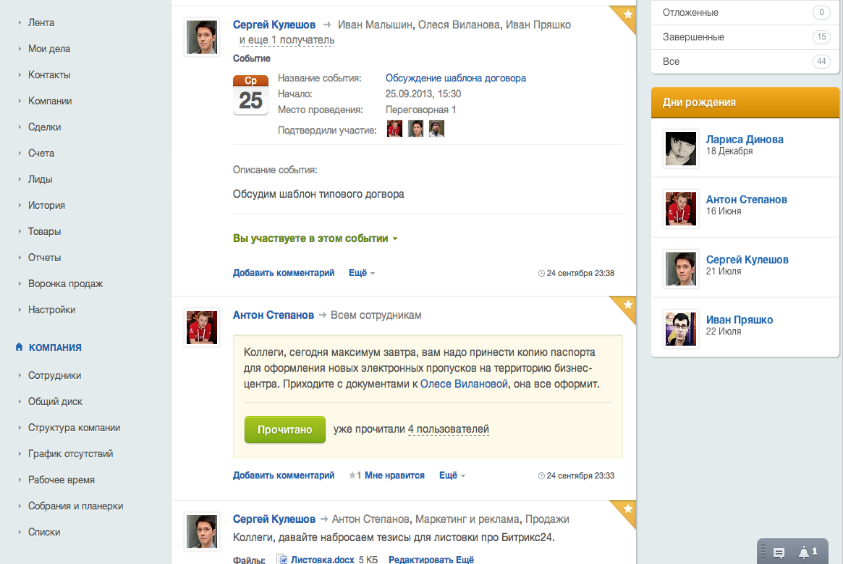 Лента
Мои дела
Контакты
Компании
Сделки
Счета
Лиды
История
Товары
Отчеты
Воронка продаж
Настройки
КОМПАНИЯ
Сотрудники
Общий диск
Структура компании
График отсутствий
Рабочее время
Собрания и планерки
Списки
Сергей Кулешов → Иван Малышин, Олеся Виланова, Иван Пряшко
и еще 1 получатель
Событие
Ср
25
Название события: Обсуждение шаблона договора
Начало: 25.09.2013, 15:30
Место проведения: Переговорная 1
Подтвердили участие:
Описание события:
Обсудим шаблон типового догвора
Вы участвуете в этом событии
Добавить комментарий Ещё 24 сентября 23:38
Антон Степанов → Всем сотрудникам
Коллеги, сегодня максимум завтра, вам надо принести копию паспорта
для оформления новых электронных пропусков на территорию бизнес-
центра. Приходите с документами к Олесе Вилановой, она все оформит.
Прочитано уже прочитали 4 пользователей
Добавить комментарий 1 Мне нравится Ещё 24 сентября 23:33
Сергей Кулешов → Антон Степанов, Маркетинг и реклама, Продажи
Коллеги, давайте набросаем тезисы для листовки про Битрикс24.
Файлы: Листовка.docx 5 КБ Редактировать Ещё
Отложенные 0
Завершенные 15
Все 44
Дни рождения
Лариса Динова
18 Декабря
Антон Степанов
16 Июня
Сергей Кулешов
21 Июля
Иван Пряшко
22 Июля
1